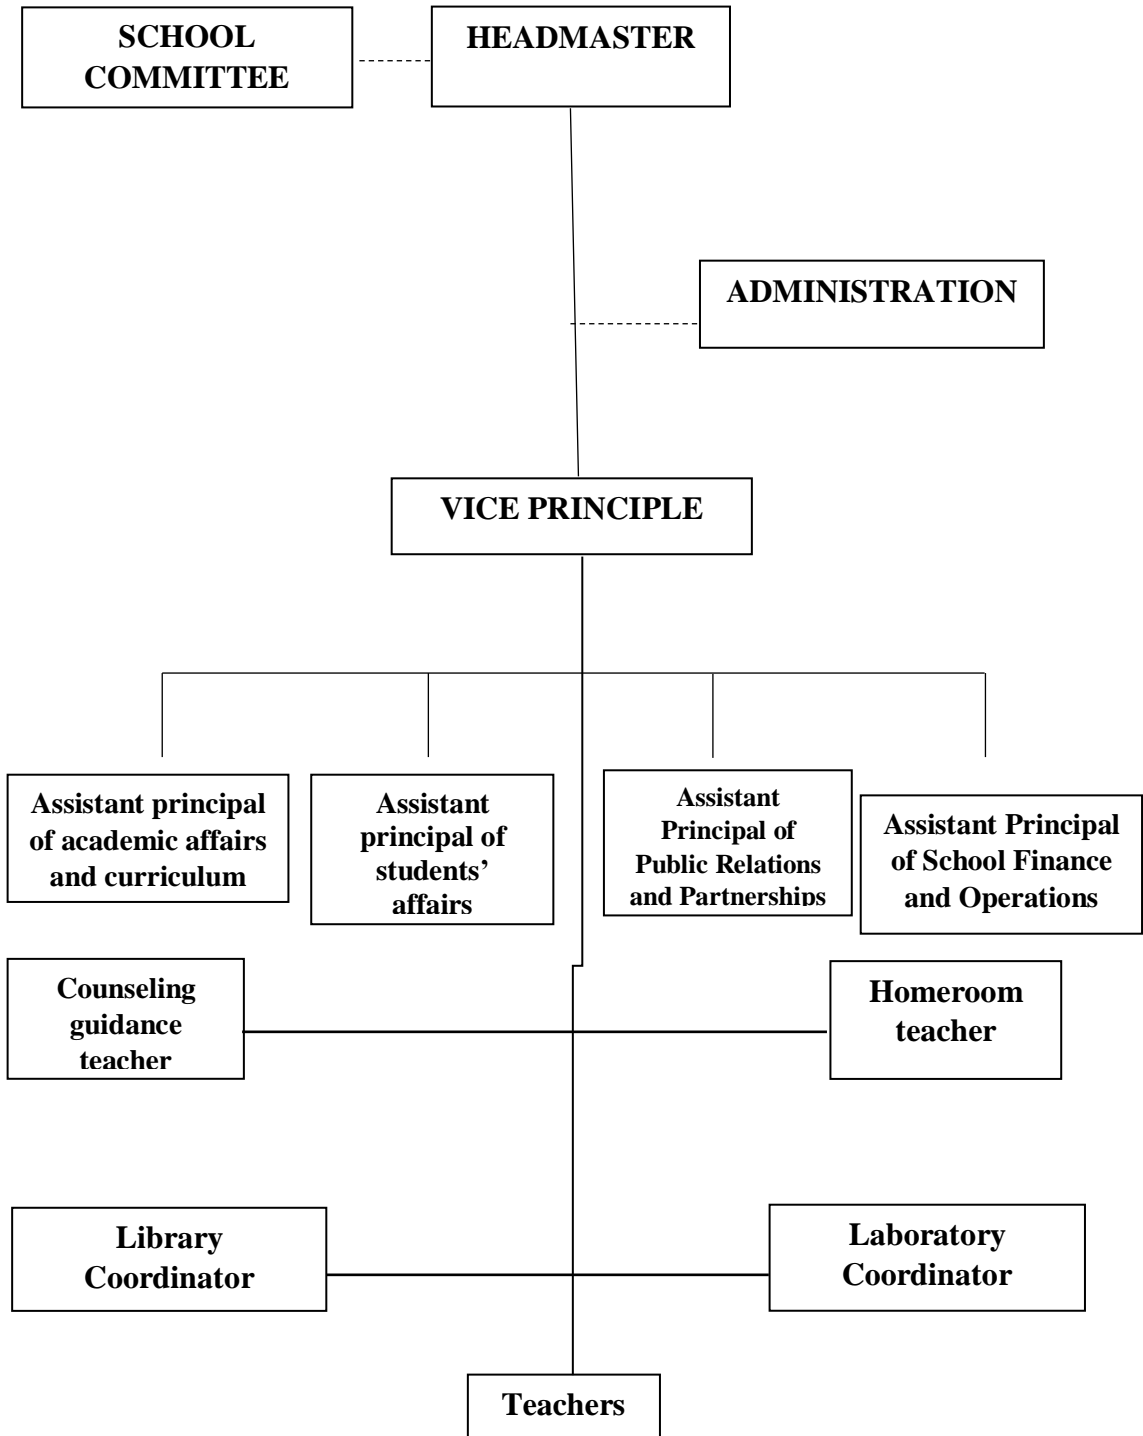 SCHOOL
COMMITTEE
HEADMASTER
ADMINISTRATION
VICE PRINCIPLE
Assistant principal
of academic affairs
and curriculum
Assistant
principal of
students’
affairs
Assistant
Principal of
Public Relations
and Partnerships
Assistant Principal
of School Finance
and Operations
Counseling
guidance
teacher
Homeroom
teacher
Library
Coordinator
Laboratory
Coordinator
Teachers